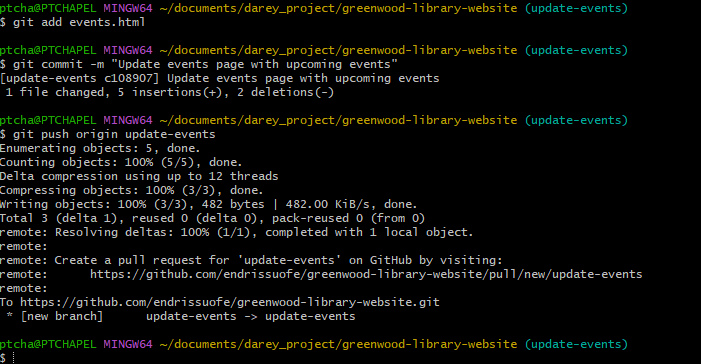 ptcha@PTCHAPEL MINGW64 ~/documents/darey_project/greenwood-library-website (update-events)
$ git add events.html
ptcha@PTCHAPEL MINGW64 ~/documents/darey_project/greenwood-library-website (update-events)
$ git commit -m "Update events page with upcoming events"
[update-events c108907] Update events page with upcoming events
 1 file changed, 5 insertions(+), 2 deletions(-)
ptcha@PTCHAPEL MINGW64 ~/documents/darey_project/greenwood-library-website (update-events)
$ git push origin update-events
Enumerating objects: 5, done.
Counting objects: 100% (5/5), done.
Delta compression using up to 12 threads
Compressing objects: 100% (3/3), done.
Writing objects: 100% (3/3), 482 bytes | 482.00 KiB/s, done.
Total 3 (delta 1), reused 0 (delta 0), pack-reused 0 (from 0)
remote: Resolving deltas: 100% (1/1), completed with 1 local object.
remote:
remote: Create a pull request for 'update-events' on GitHub by visiting:
remote:      https://github.com/endrissuofe/greenwood-library-website/pull/new/update-events
remote:
To https://github.com/endrissuofe/greenwood-library-website.git
 * [new branch]      update-events -> update-events
ptcha@PTCHAPEL MINGW64 ~/documents/darey_project/greenwood-library-website (update-events)
$